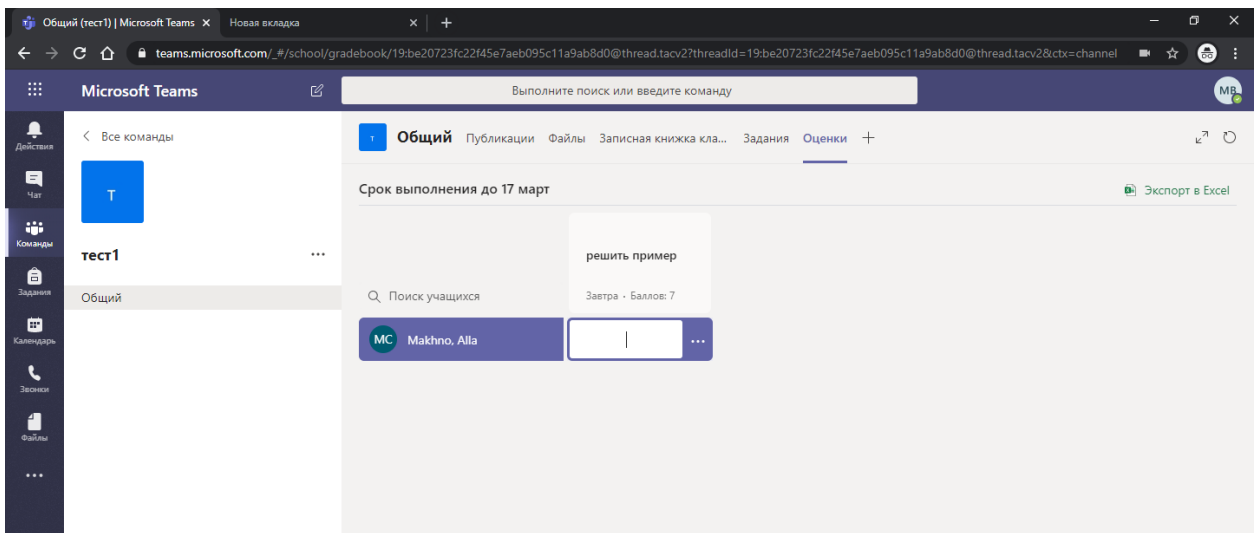 Общий (тест1) | Microsoft Teams
Новая вкладка
teams.microsoft.com/_#/school/gradebook/19:be20723fc22f45e7aeb095c11a9ab8d0@thread.tacv2?threadId=19:be20723fc22f45e7aeb095c11a9ab8d0@thread.tacv2&ctx=channel
Microsoft Teams
Выполните поиск или введите команду
MB
Действия
Чат
Команды
Задания
Календарь
Звонки
Файлы
Все команды
Т
тест1
Общий
т
Общий Публикации Файлы Записная книжка кла... Задания Оценки
Срок выполнения до 17 март
Экспорт в Excel
решить пример
Поиск учащихся
Завтра • Баллов: 7
MC Makhno, Alla